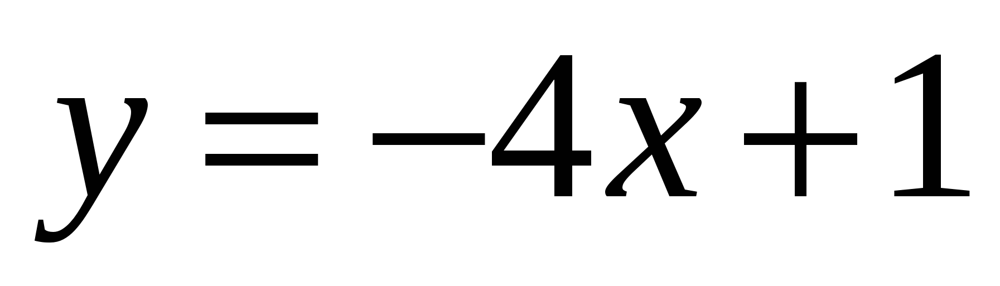 y = −4x + 1